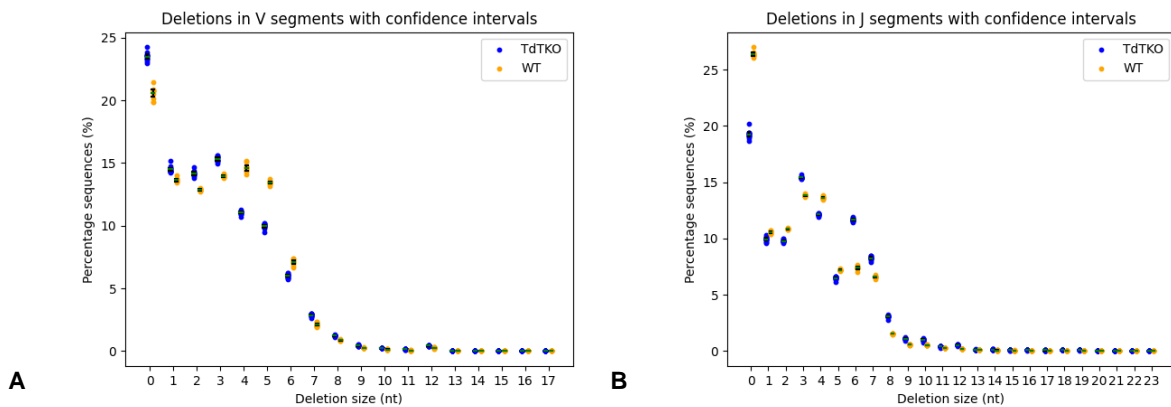 Deletions in V segments with confidence intervals
TdTKO
WT
Percentage sequences (%)
25
20
15
10
5
0
0 1 2 3 4 5 6 7 8 9 10 11 12 13 14 15 16 17
Deletion size (nt)
A
Deletions in J segments with confidence intervals
TdTKO
WT
Percentage sequences (%)
25
20
15
10
5
0
0 1 2 3 4 5 6 7 8 9 10 11 12 13 14 15 16 17 18 19 20 21 22 23
Deletion size (nt)
B